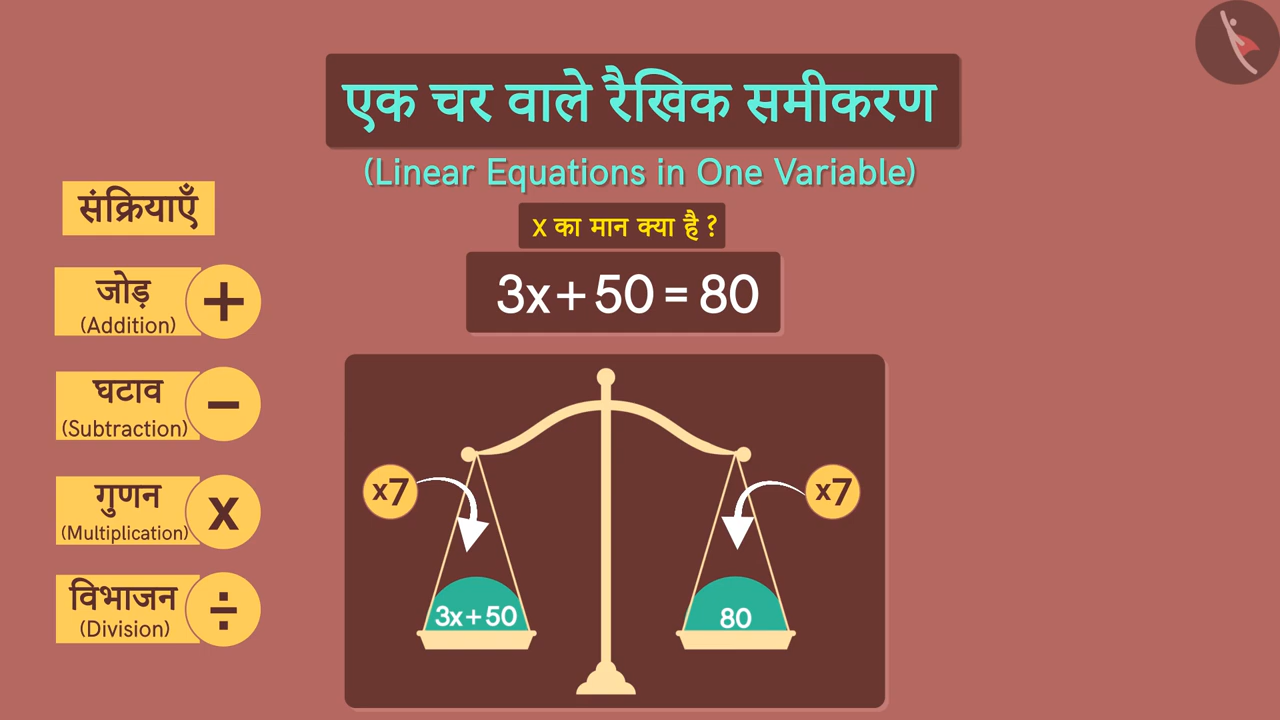 एक चर वाले रैखिक समीकरण
(Linear Equations in One Variable)
x का मान क्या है ?
3x+50=80
संक्रियाएँ
जोड़
(Addition)
+
घटाव
(Subtraction)
−
गुणन
(Multiplication)
x
विभाजन
(Division)
÷
x7
x7
3x+50
80